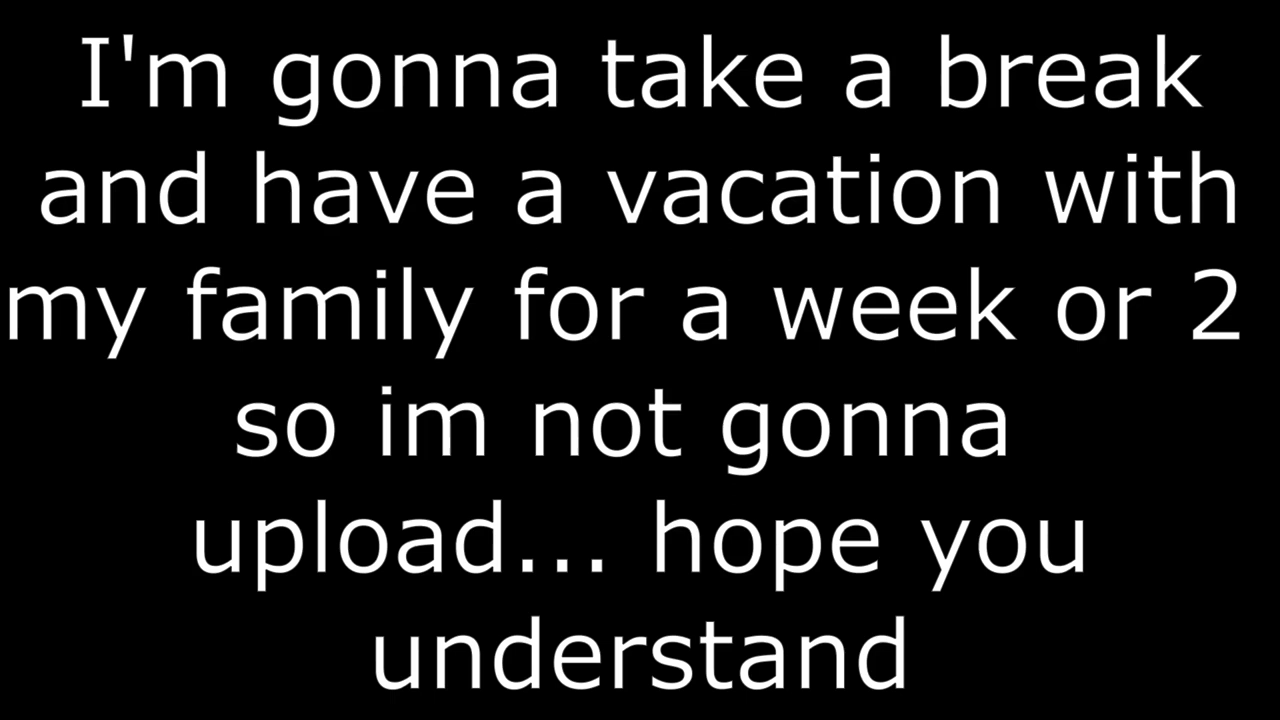 I'm gonna take a break
and have a vacation with
my family for a week or 2
so im not gonna
upload... hope you
understand